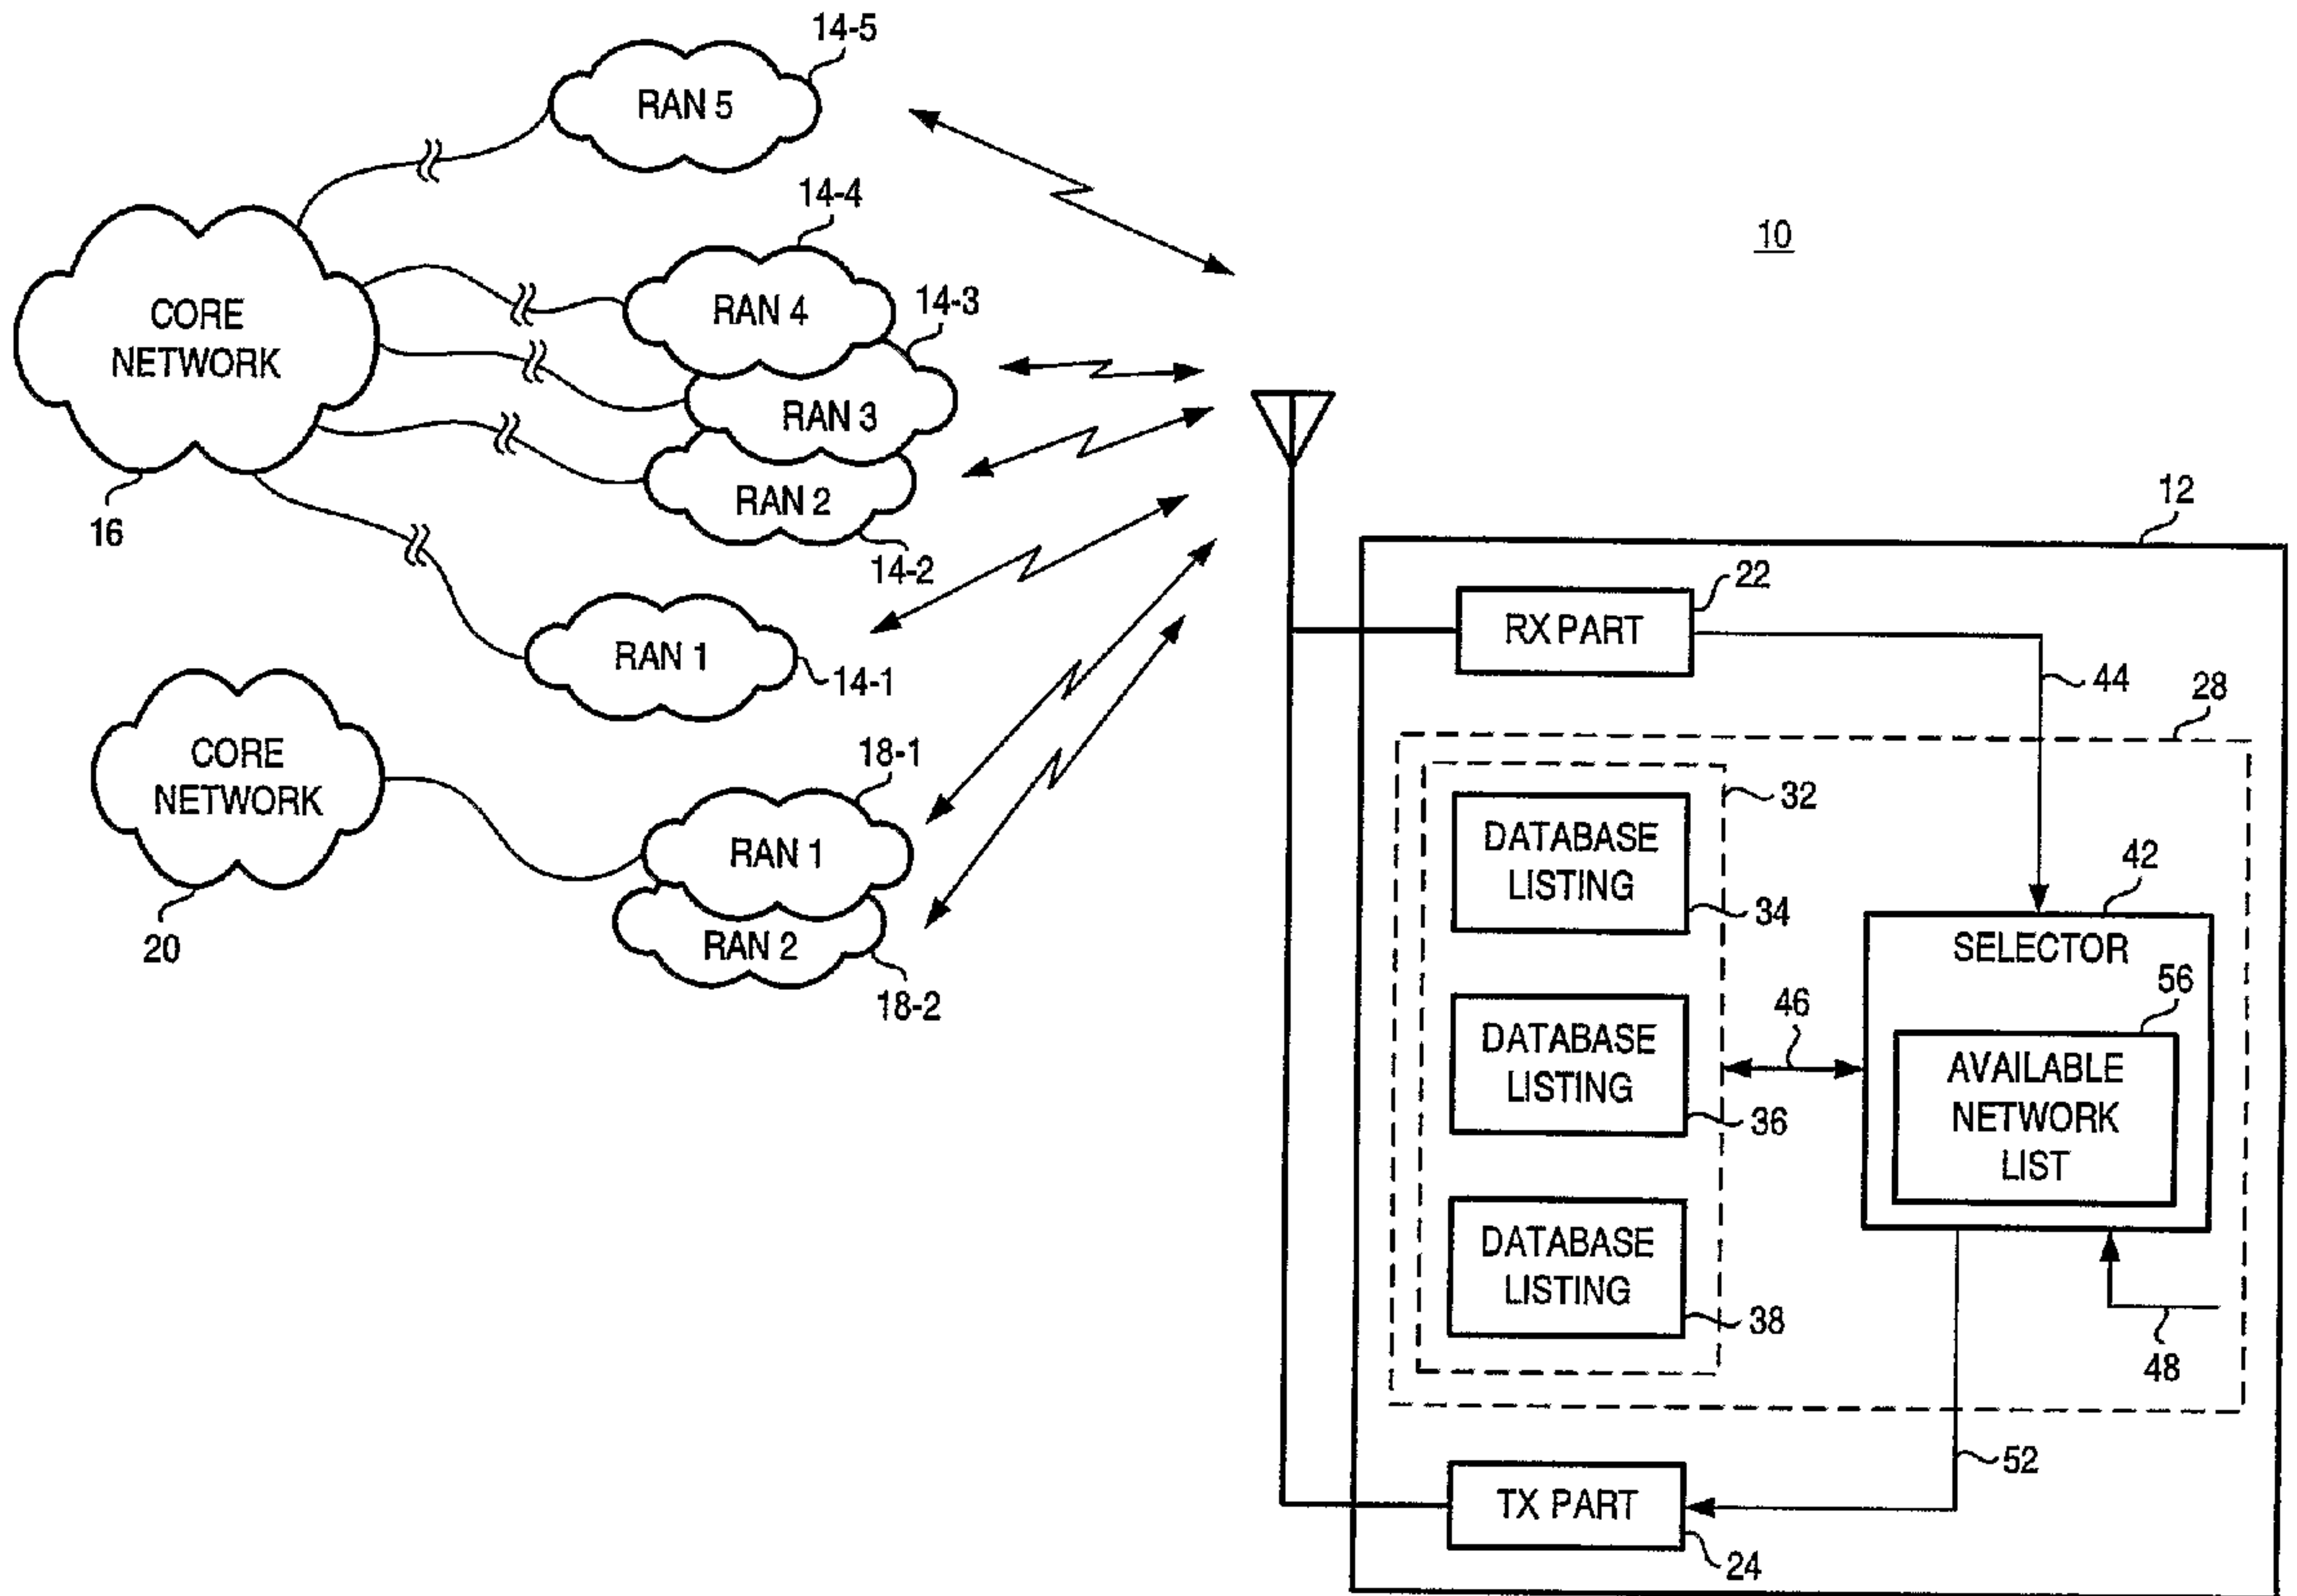 14-5
RAN 5
14-4
10
RAN 4
14-3
CORE
NETWORK
RAN 3
RAN 2
16
14-2
12
22
RX PART
RAN 1
14-1
44
28
CORE
NETWORK
18-1
32
RAN 1
DATABASE
LISTING
34
42
SELECTOR
20
RAN 2
18-2
56
46
DATABASE
LISTING
36
AVAILABLE
NETWORK
LIST
DATABASE
LISTING
38
48
52
TX PART
24